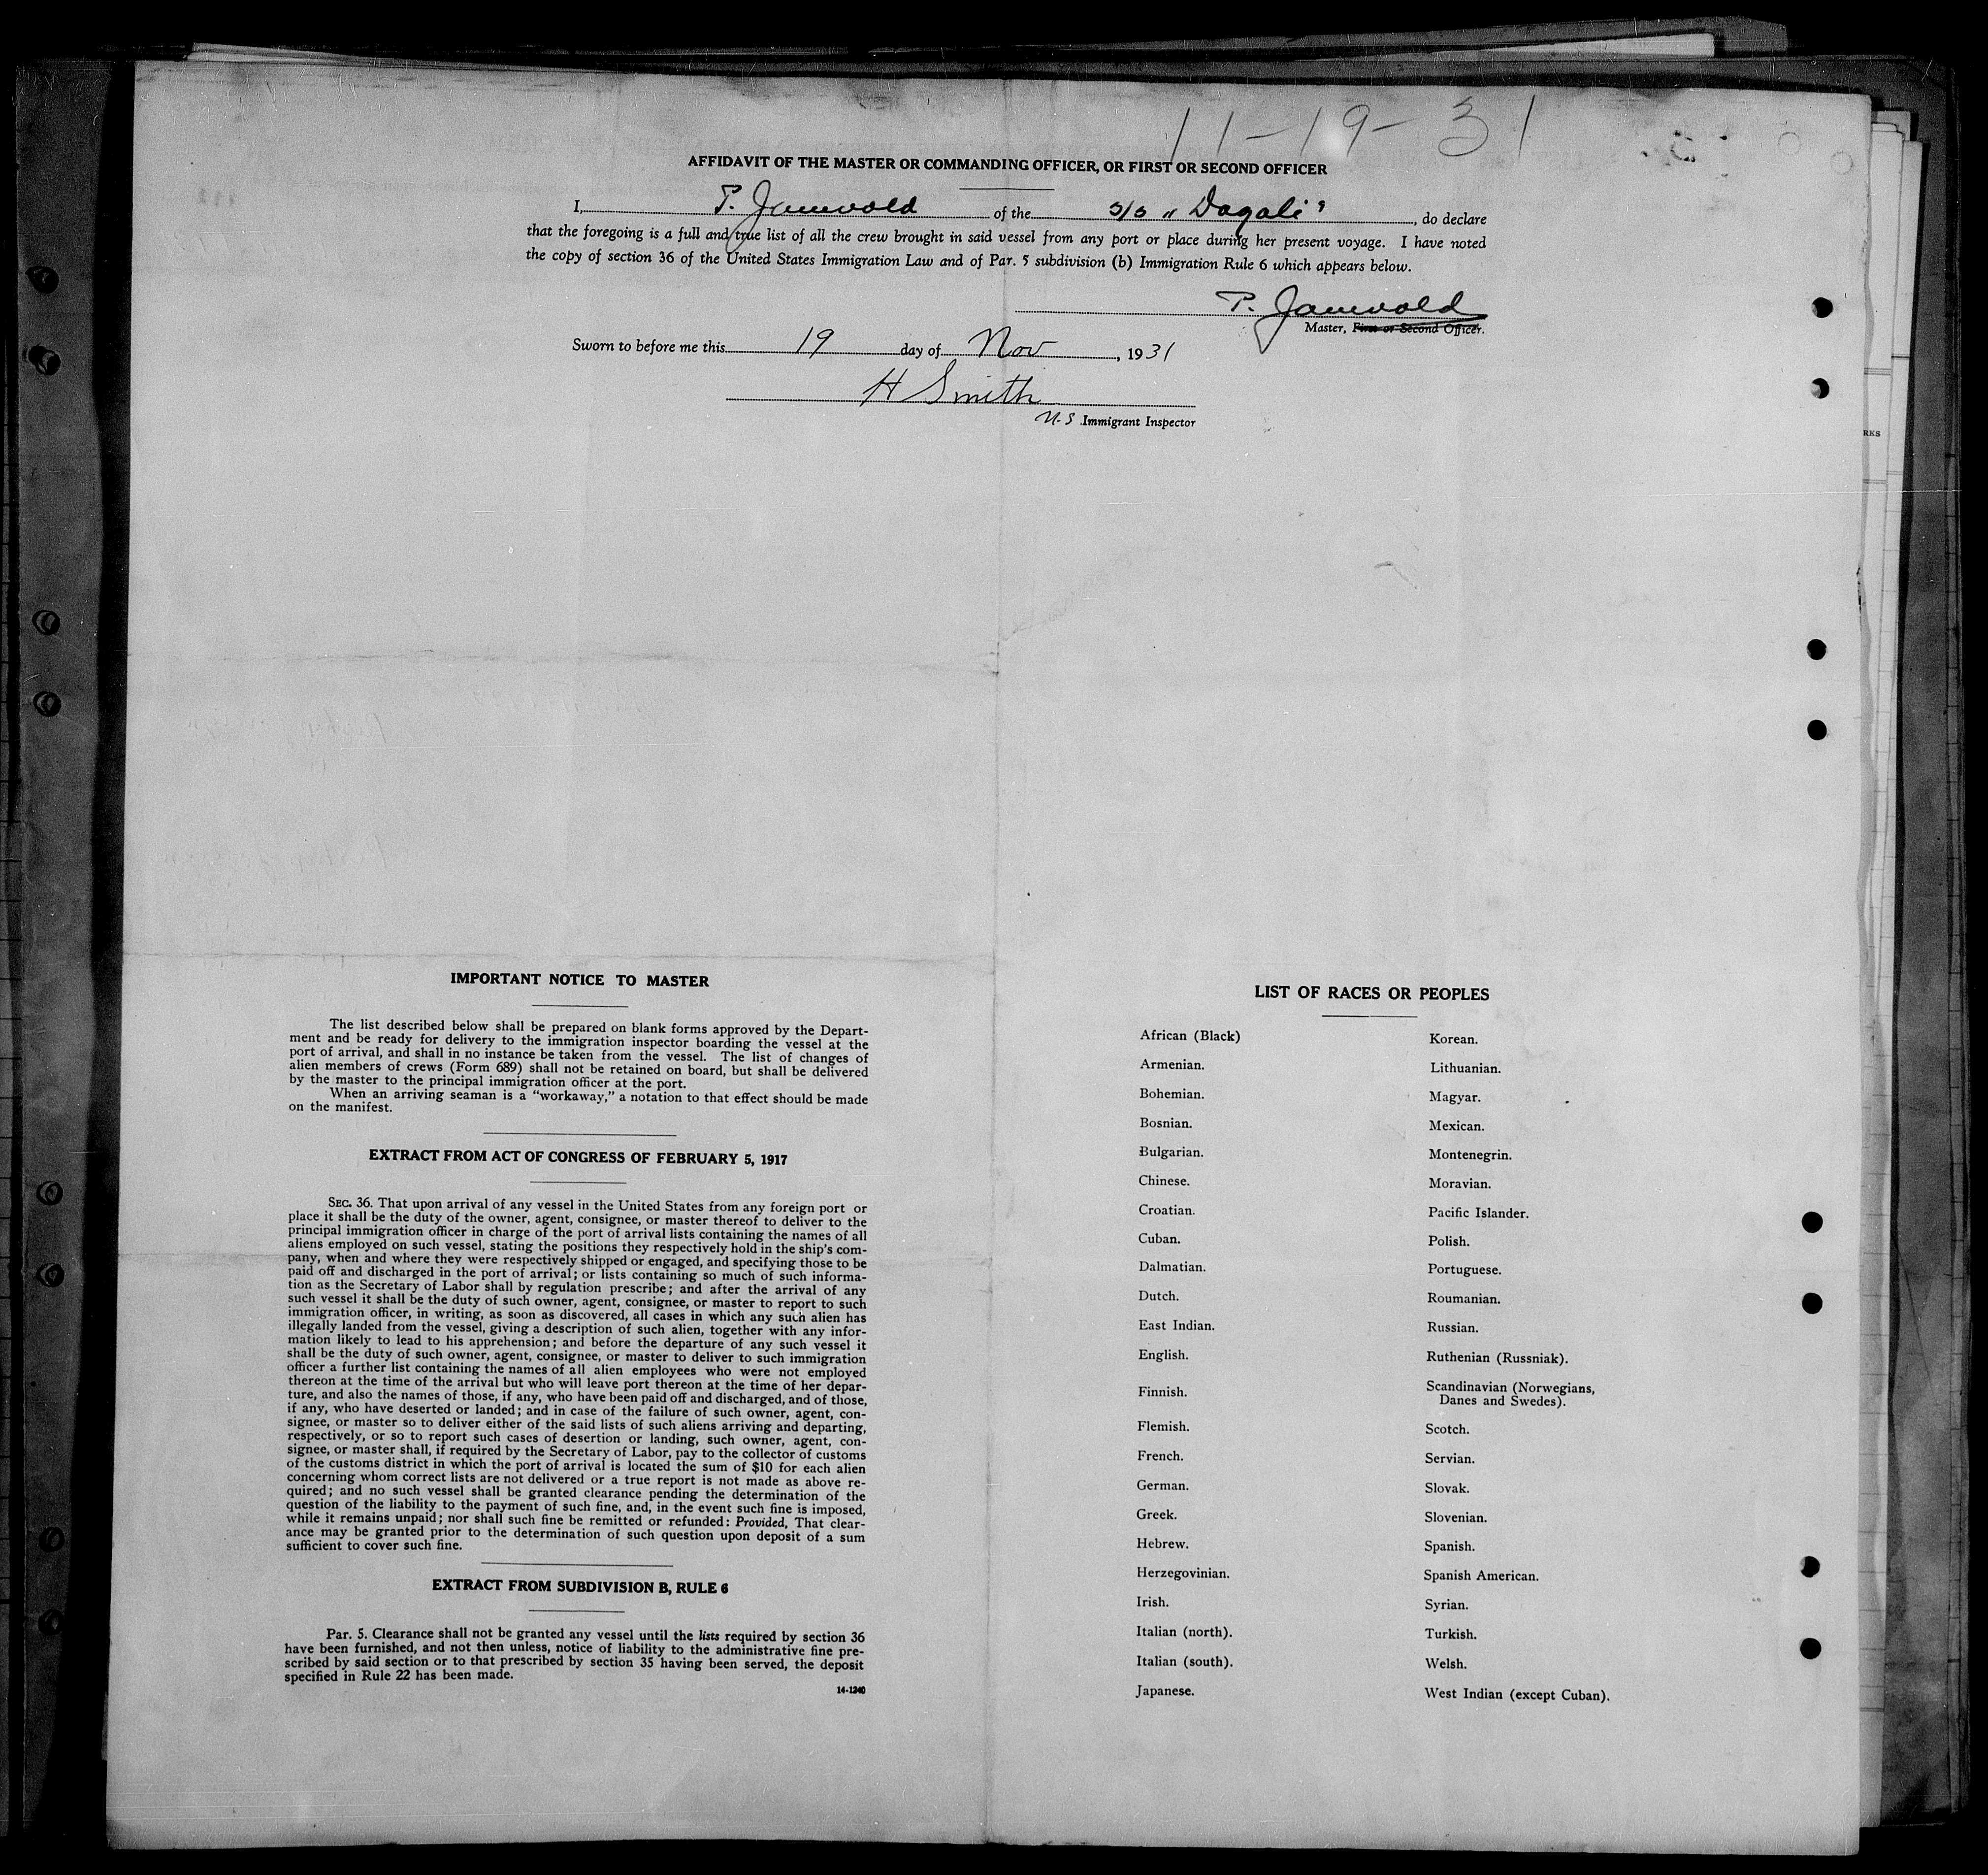 11-19-31
AFFIDAVIT OF THE MASTER OR COMMANDING OFFICER, OR FIRST OR SECOND OFFICER
I, P. Jamvold of the s/s "Dagali", do declare
that the foregoing is a full and true list of all the crew brought in said vessel from any port or place during her present voyage. I have noted
the copy of section 36 of the United States Immigration Law and of Par. 5 subdivision (b) Immigration Rule 6 which appears below.
P. Jamvold
Master, First or Second Officer.
Sworn to before me this 19 day of Nov, 1931
H Smith
U.S. Immigrant Inspector
RKS
IMPORTANT NOTICE TO MASTER
The list described below shall be prepared on blank forms approved by the Depart-
ment and be ready for delivery to the immigration inspector boarding the vessel at the
port of arrival, and shall in no instance be taken from the vessel. The list of changes of
alien members of crews (Form 689) shall not be retained on board, but shall be delivered
by the master to the principal immigration officer at the port.
When an arriving seaman is a "workaway," a notation to that effect should be made
on the manifest.
EXTRACT FROM ACT OF CONGRESS OF FEBRUARY 5, 1917
SEC. 36. That upon arrival of any vessel in the United States from any foreign port or
place it shall be the duty of the owner, agent, consignee, or master thereof to deliver to the
principal immigration officer in charge of the port of arrival lists containing the names of all
aliens employed on such vessel, stating the positions they respectively hold in the ship's com-
pany, when and where they were respectively shipped or engaged, and specifying those to be
paid off and discharged in the port of arrival; or lists containing so much of such informa-
tion as the Secretary of Labor shall by regulation prescribe; and after the arrival of any
such vessel it shall be the duty of such owner, agent, consignee, or master to report to such
immigration officer, in writing, as soon as discovered, all cases in which any such alien has
illegally landed from the vessel, giving a description of such alien, together with any infor-
mation likely to lead to his apprehension; and before the departure of any such vessel it
shall be the duty of such owner, agent, consignee, or master to deliver to such immigration
officer a further list containing the names of all alien employees who were not employed
thereon at the time of the arrival but who will leave port thereon at the time of her depar-
ture, and also the names of those, if any, who have been paid off and discharged, and of those,
if any, who have deserted or landed; and in case of the failure of such owner, agent, con-
signee, or master so to deliver either of the said lists of such aliens arriving and departing,
respectively, or so to report such cases of desertion or landing, such owner, agent, con-
signee, or master shall, if required by the Secretary of Labor, pay to the collector of customs
of the customs district in which the port of arrival is located the sum of $10 for each alien
concerning whom correct lists are not delivered or a true report is not made as above re-
quired; and no such vessel shall be granted clearance pending the determination of the
question of the liability to the payment of such fine, and, in the event such fine is imposed,
while it remains unpaid; nor shall such fine be remitted or refunded: Provided, That clear-
ance may be granted prior to the determination of such question upon deposit of a sum
sufficient to cover such fine.
EXTRACT FROM SUBDIVISION B, RULE 6
Par. 5. Clearance shall not be granted any vessel until the lists required by section 36
have been furnished, and not then unless, notice of liability to the administrative fine pre-
scribed by said section or to that prescribed by section 35 having been served, the deposit
specified in Rule 22 has been made.
14-1240
LIST OF RACES OR PEOPLES
African (Black)
Armenian.
Bohemian.
Bosnian.
Bulgarian.
Chinese.
Croatian.
Cuban.
Dalmatian.
Dutch.
East Indian.
English.
Finnish.
Flemish.
French.
German.
Greek.
Hebrew.
Herzegovinian.
Irish.
Italian (north).
Italian (south).
Japanese.
Korean.
Lithuanian.
Magyar.
Mexican.
Montenegrin.
Moravian.
Pacific Islander.
Polish.
Portuguese.
Roumanian.
Russian.
Ruthenian (Russniak).
Scandinavian (Norwegians,
Danes and Swedes).
Scotch.
Servian.
Slovak.
Slovenian.
Spanish.
Spanish American.
Syrian.
Turkish.
Welsh.
West Indian (except Cuban).